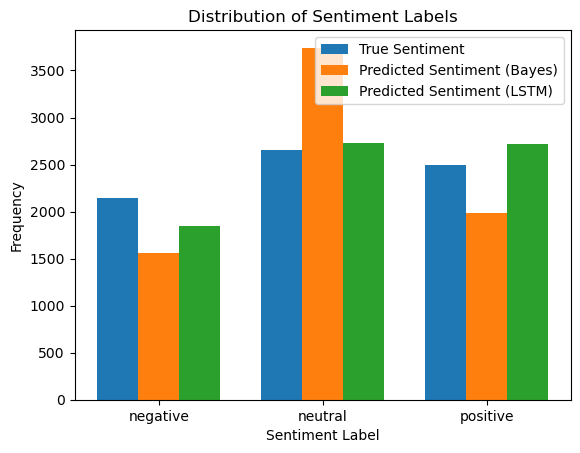 Distribution of Sentiment Labels
True Sentiment
Predicted Sentiment (Bayes)
Predicted Sentiment (LSTM)
3500
3000
2500
2000
1500
1000
500
0
Frequency
negative neutral positive
Sentiment Label